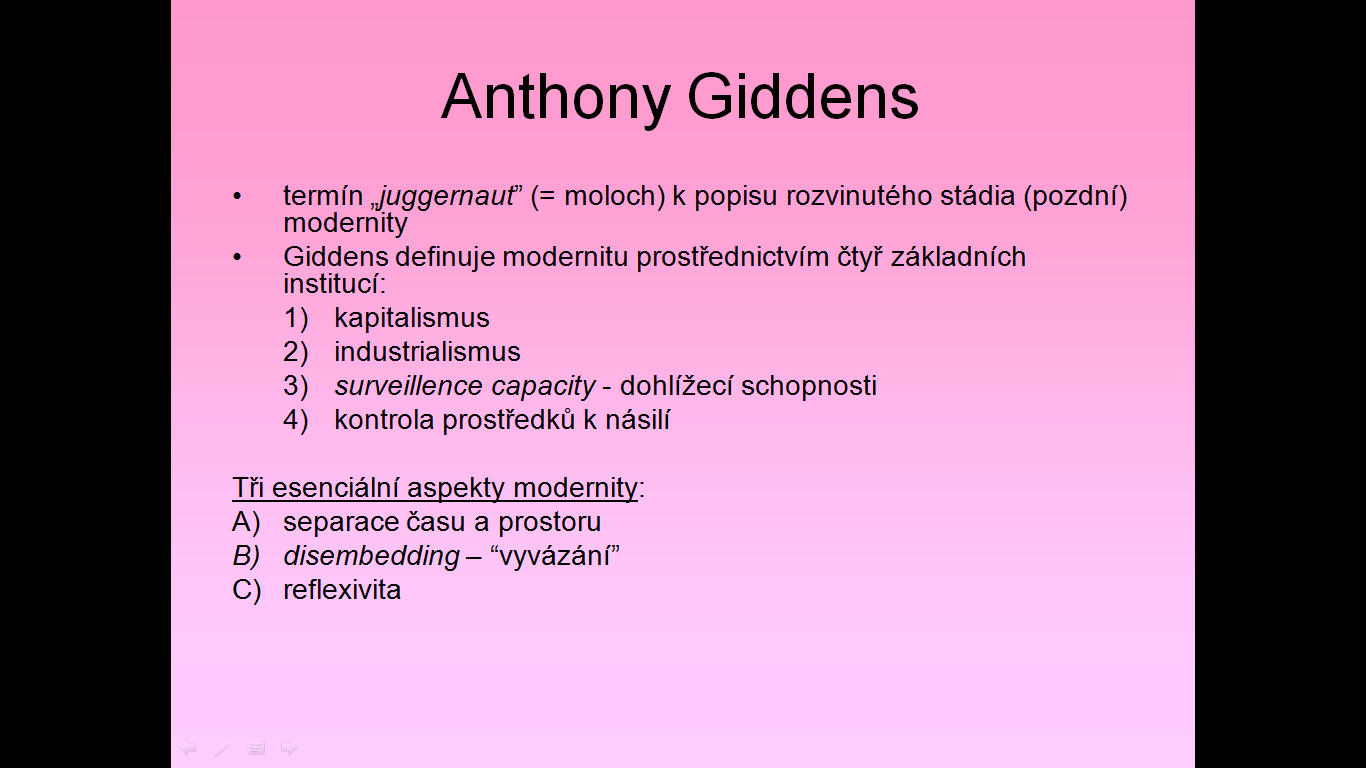 Anthony Giddens
• termín „juggernaut” (= moloch) k popisu rozvinutého stádia (pozdní)
modernity
• Giddens definuje modernitu prostřednictvím čtyř základních
institucí:
1) kapitalismus
2) industrialismus
3) surveillence capacity - dohlížecí schopnosti
4) kontrola prostředků k násilí
Tři esenciální aspekty modernity:
A) separace času a prostoru
B) disembedding – “vyvázání”
C) reflexivita